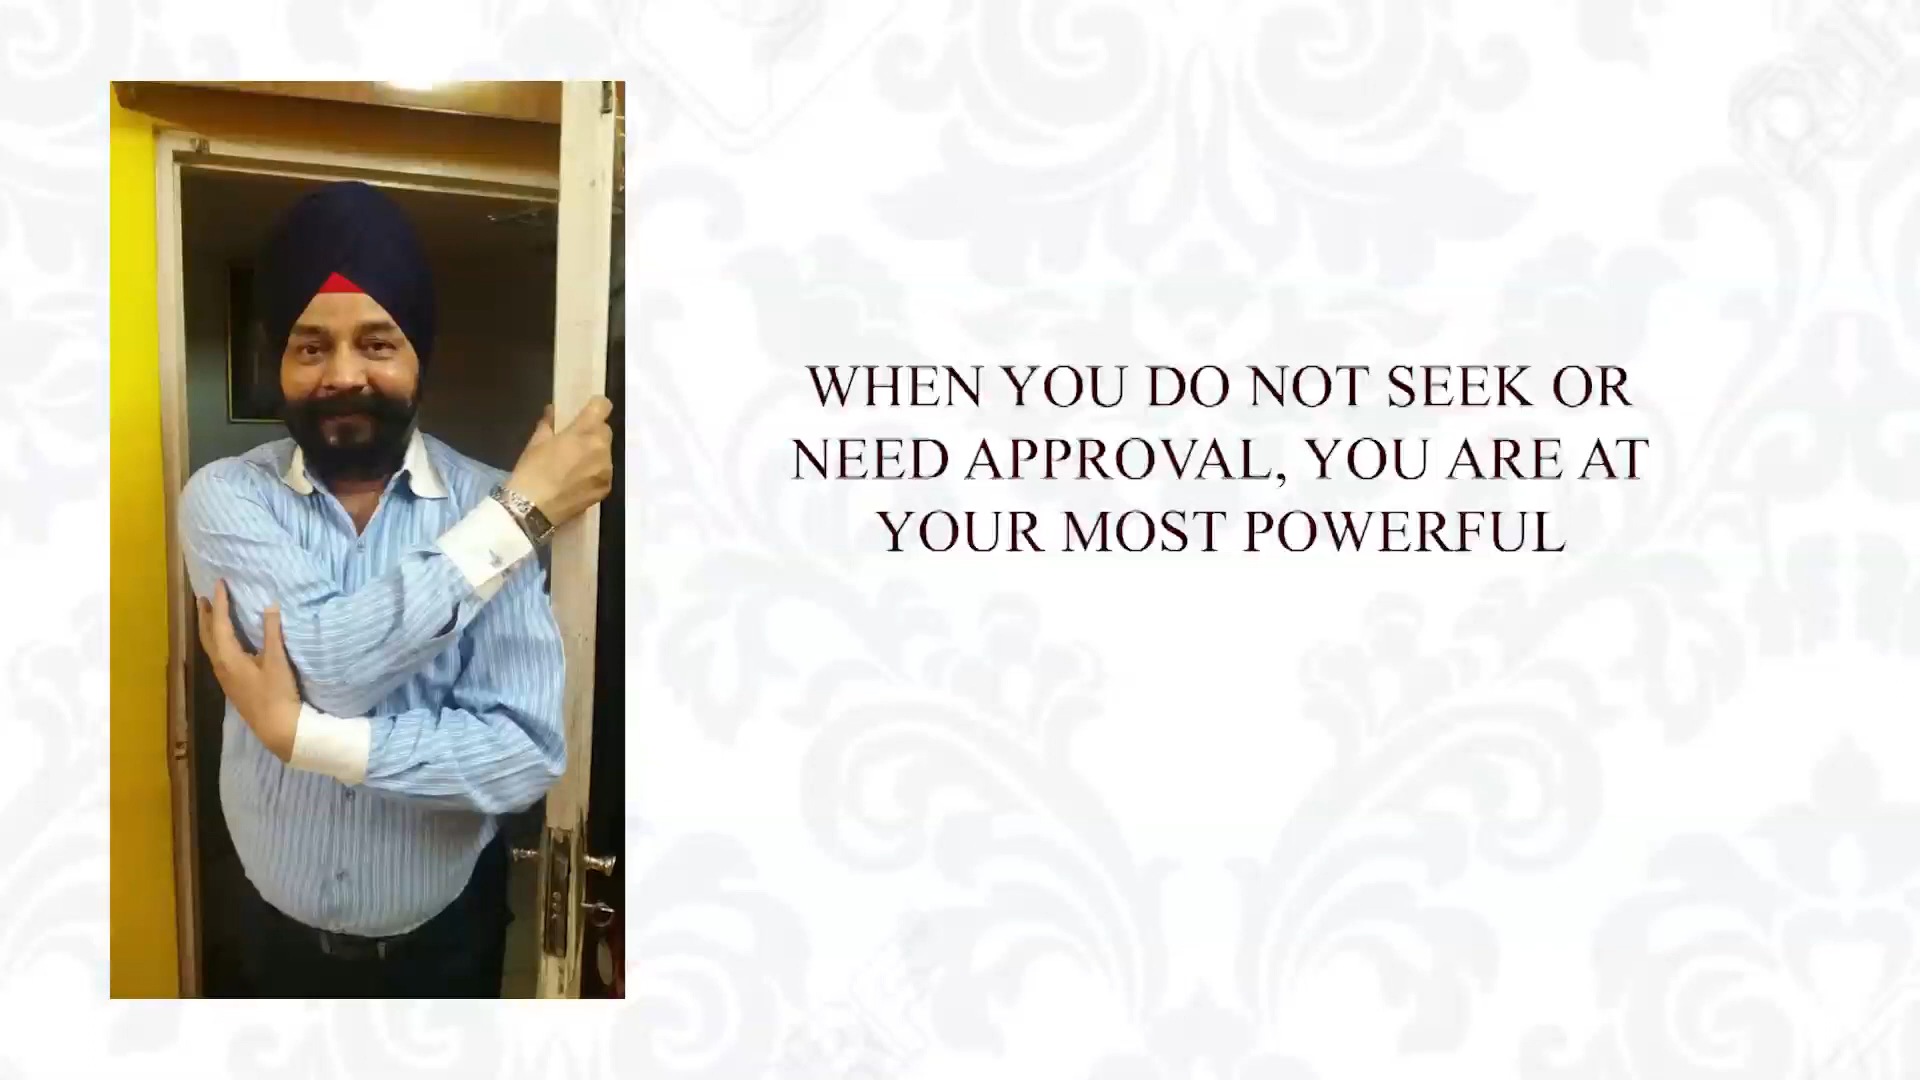 WHEN YOU DO NOT SEEK OR
NEED APPROVAL, YOU ARE AT
YOUR MOST POWERFUL